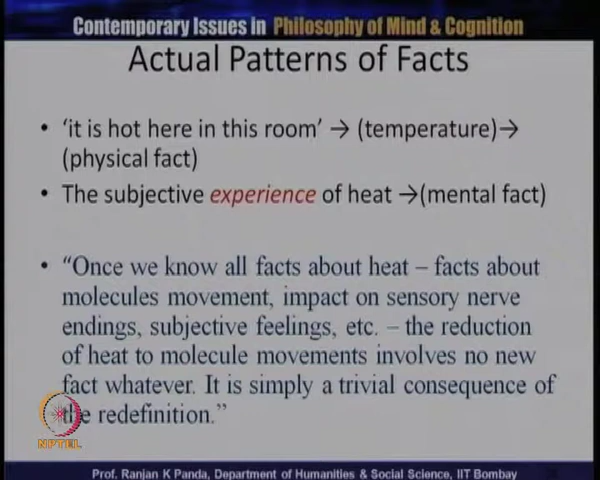 Contemporary Issues in Philosophy of Mind & Cognition
Actual Patterns of Facts
• ‘it is hot here in this room’ → (temperature)→
(physical fact)
• The subjective experience of heat →(mental fact)
• “Once we know all facts about heat – facts about
molecules movement, impact on sensory nerve
endings, subjective feelings, etc. – the reduction
of heat to molecule movements involves no new
fact whatever. It is simply a trivial consequence of
the redefinition.”
NPTEL
Prof. Ranjan K Panda, Department of Humanities & Social Science, IIT Bombay